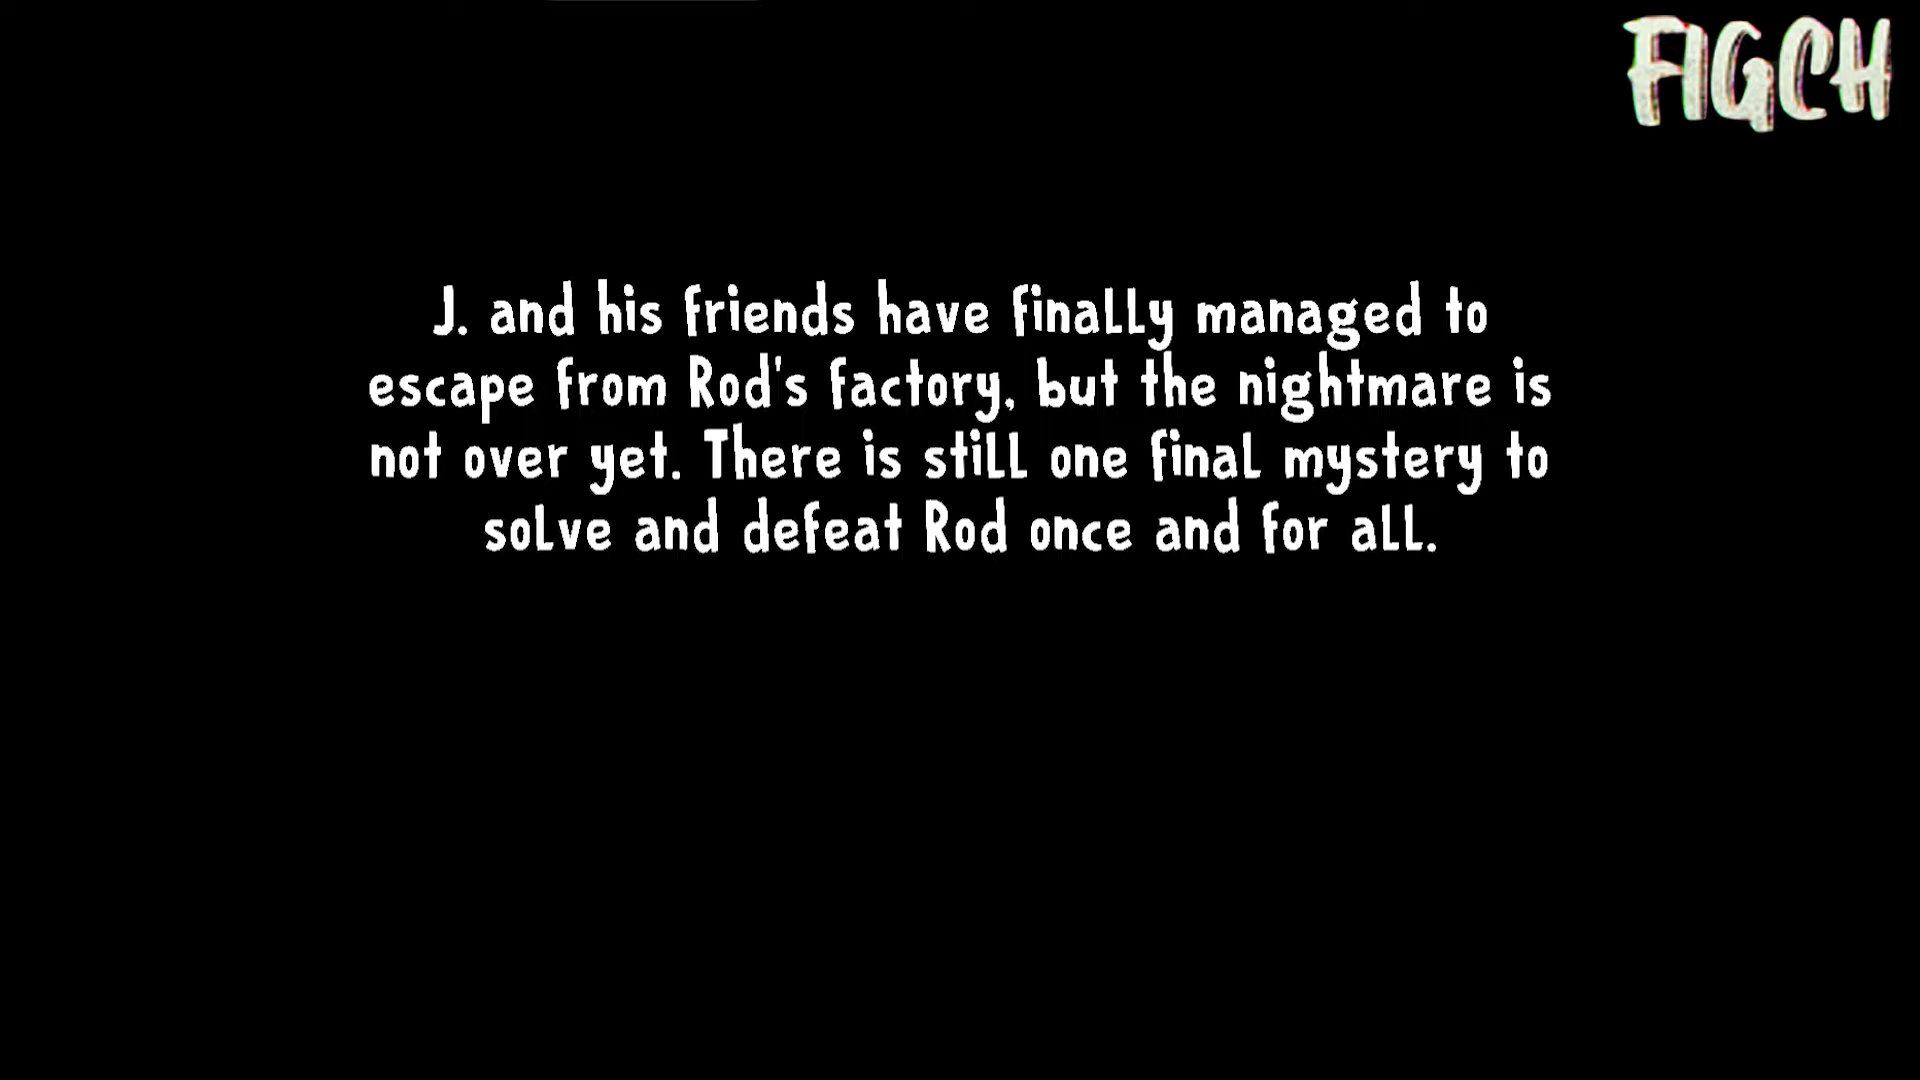 FIGCH
J. and his friends have finally managed to
escape from Rod's factory, but the nightmare is
not over yet. There is still one final mystery to
solve and defeat Rod once and for all.